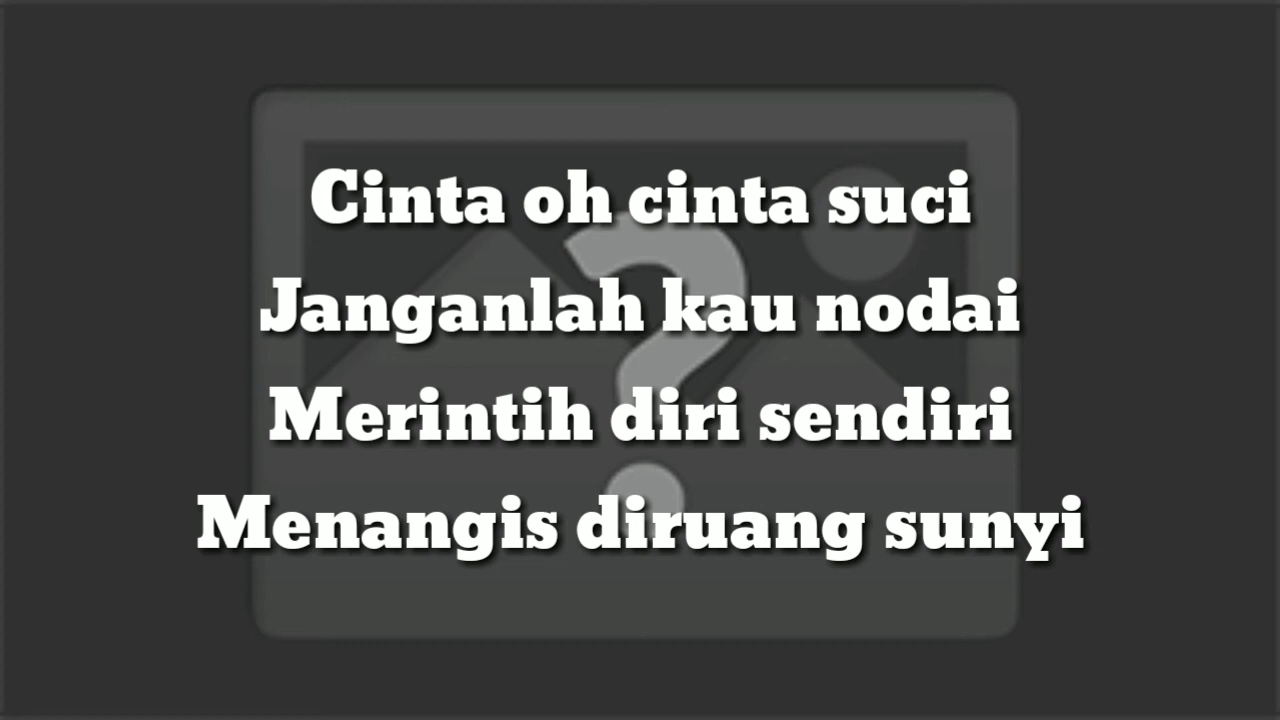 Cinta oh cinta suci
Janganlah kau nodai
Merintih diri sendiri
Menangis diruang sunyi